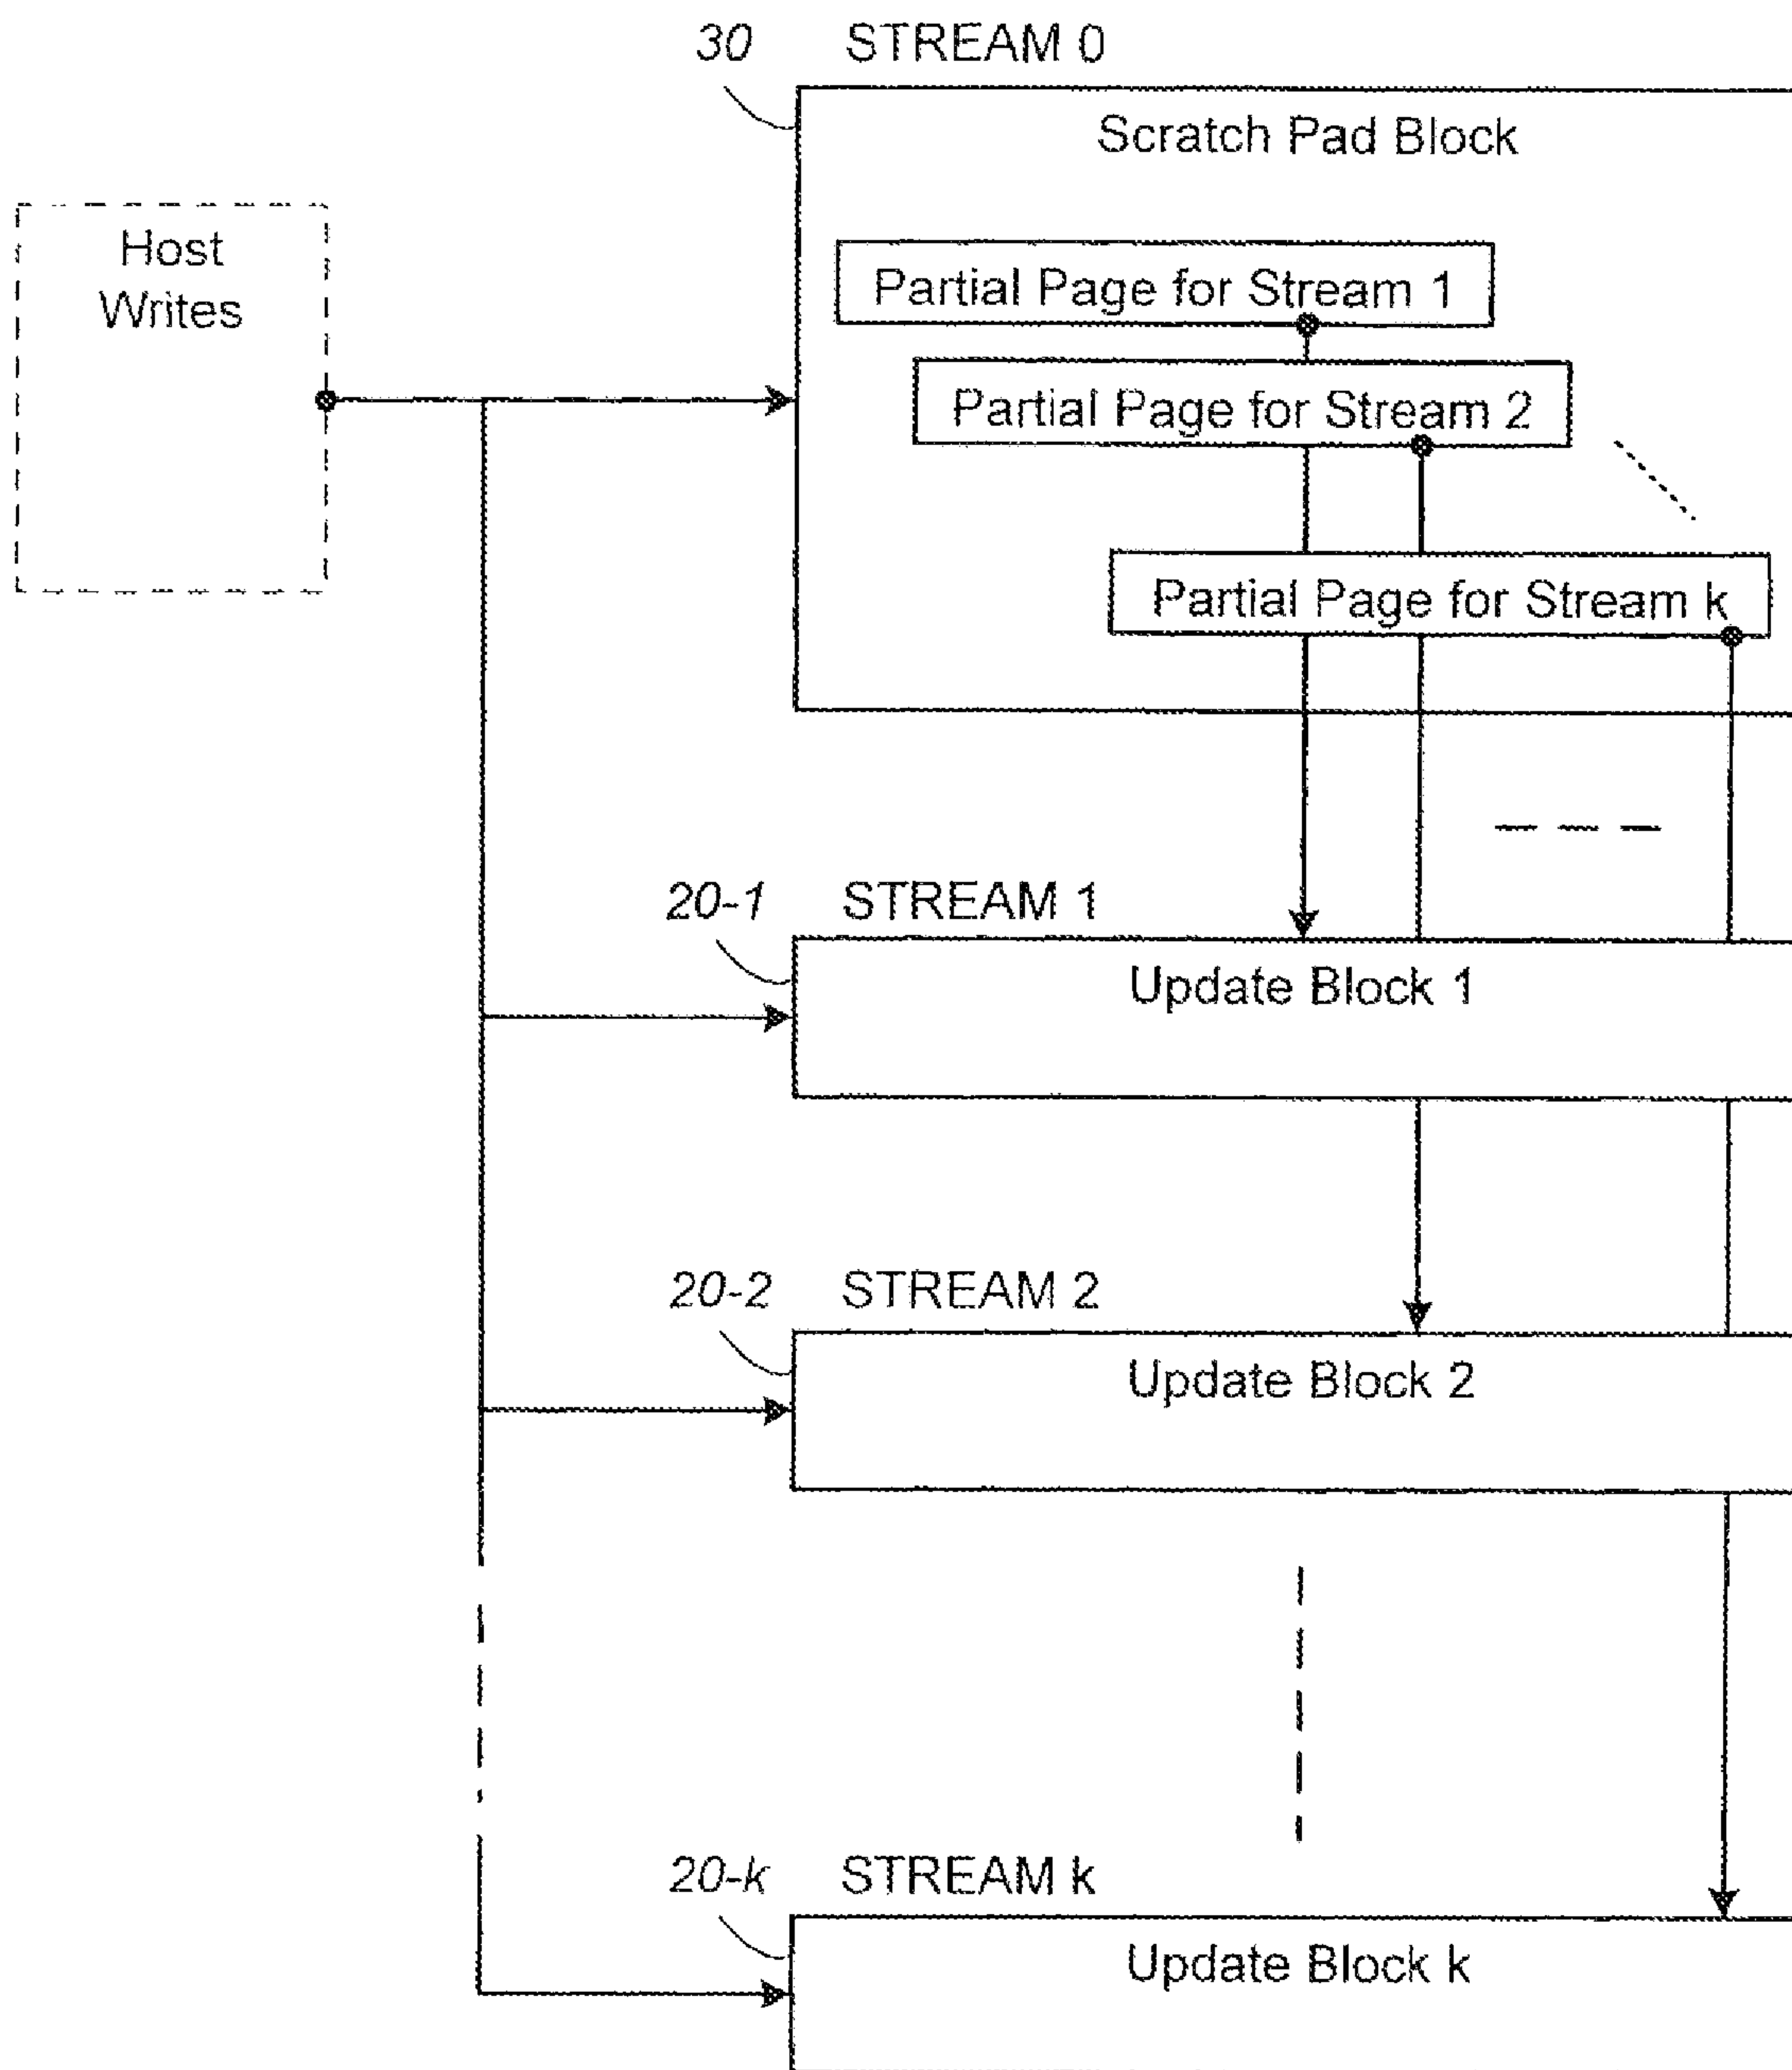 30 STREAM 0
Scratch Pad Block
Host
Writes
Partial Page for Stream 1
Partial Page for Stream 2
Partial Page for Stream k
20-1 STREAM 1
Update Block 1
20-2 STREAM 2
Update Block 2
20-k STREAM k
Update Block k